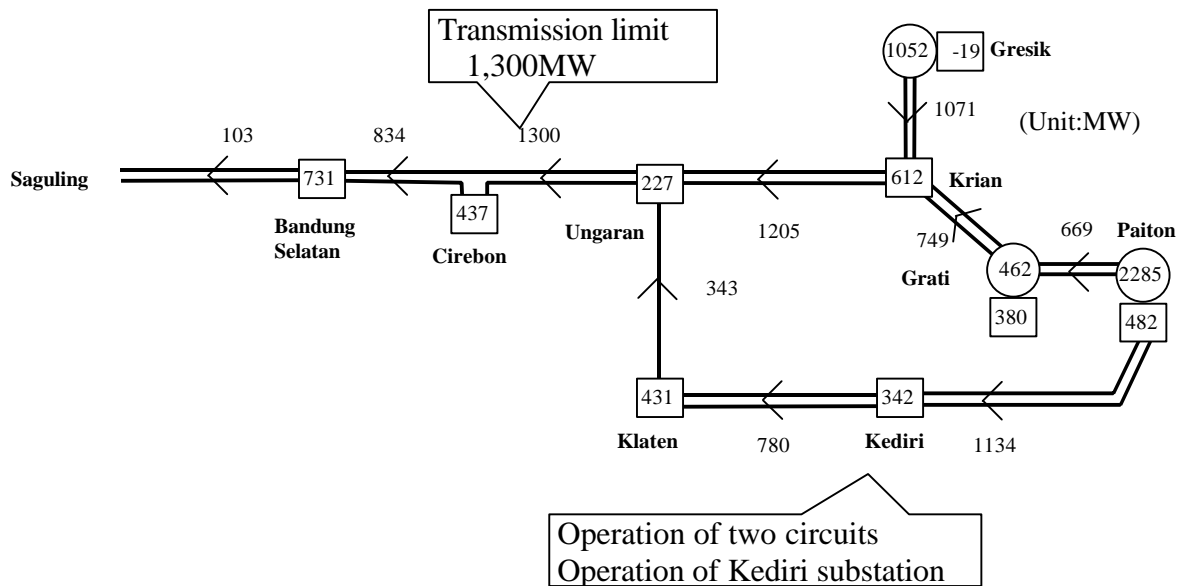 Transmission limit
1,300MW
1052
-19
Gresik
1071
(Unit:MW)
103
834
1300
Saguling
731
227
612
Krian
437
Bandung
Selatan
Cirebon
Ungaran
1205
749
669
Paiton
Grati
462
2285
380
482
343
431
342
Klaten
780
Kediri
1134
Operation of two circuits
Operation of Kediri substation